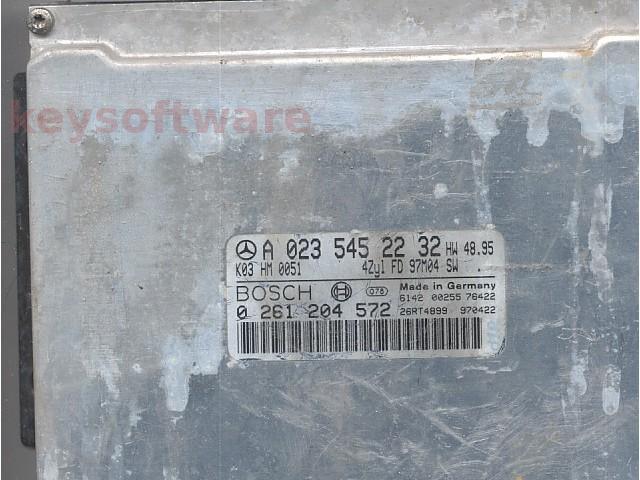 keysoftware
A 023 545 22 32 HW 48.95
K03 HM 0051 4Zyl FD 97M04 SW .
BOSCH 078 Made in Germany
6142 00255 76422
0 261 204 572 26RT4899 970422